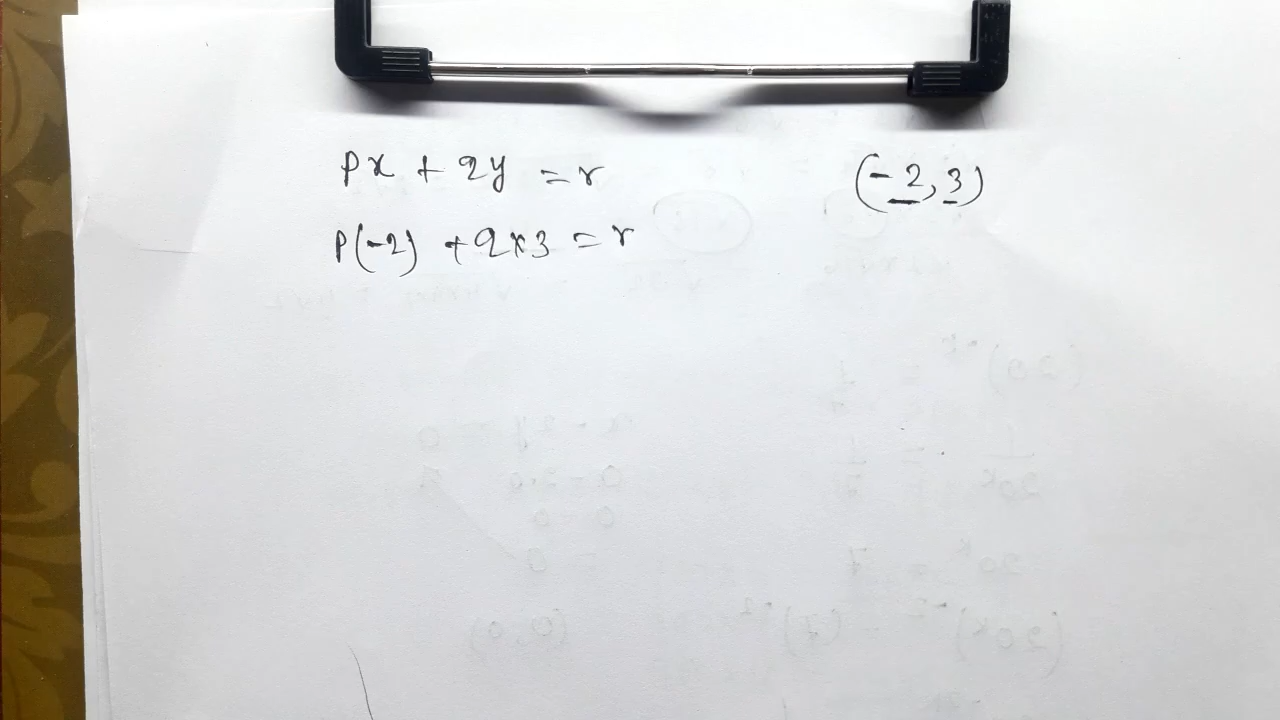 px + qy = r (-2, 3)
p(-2) + q×3 = r